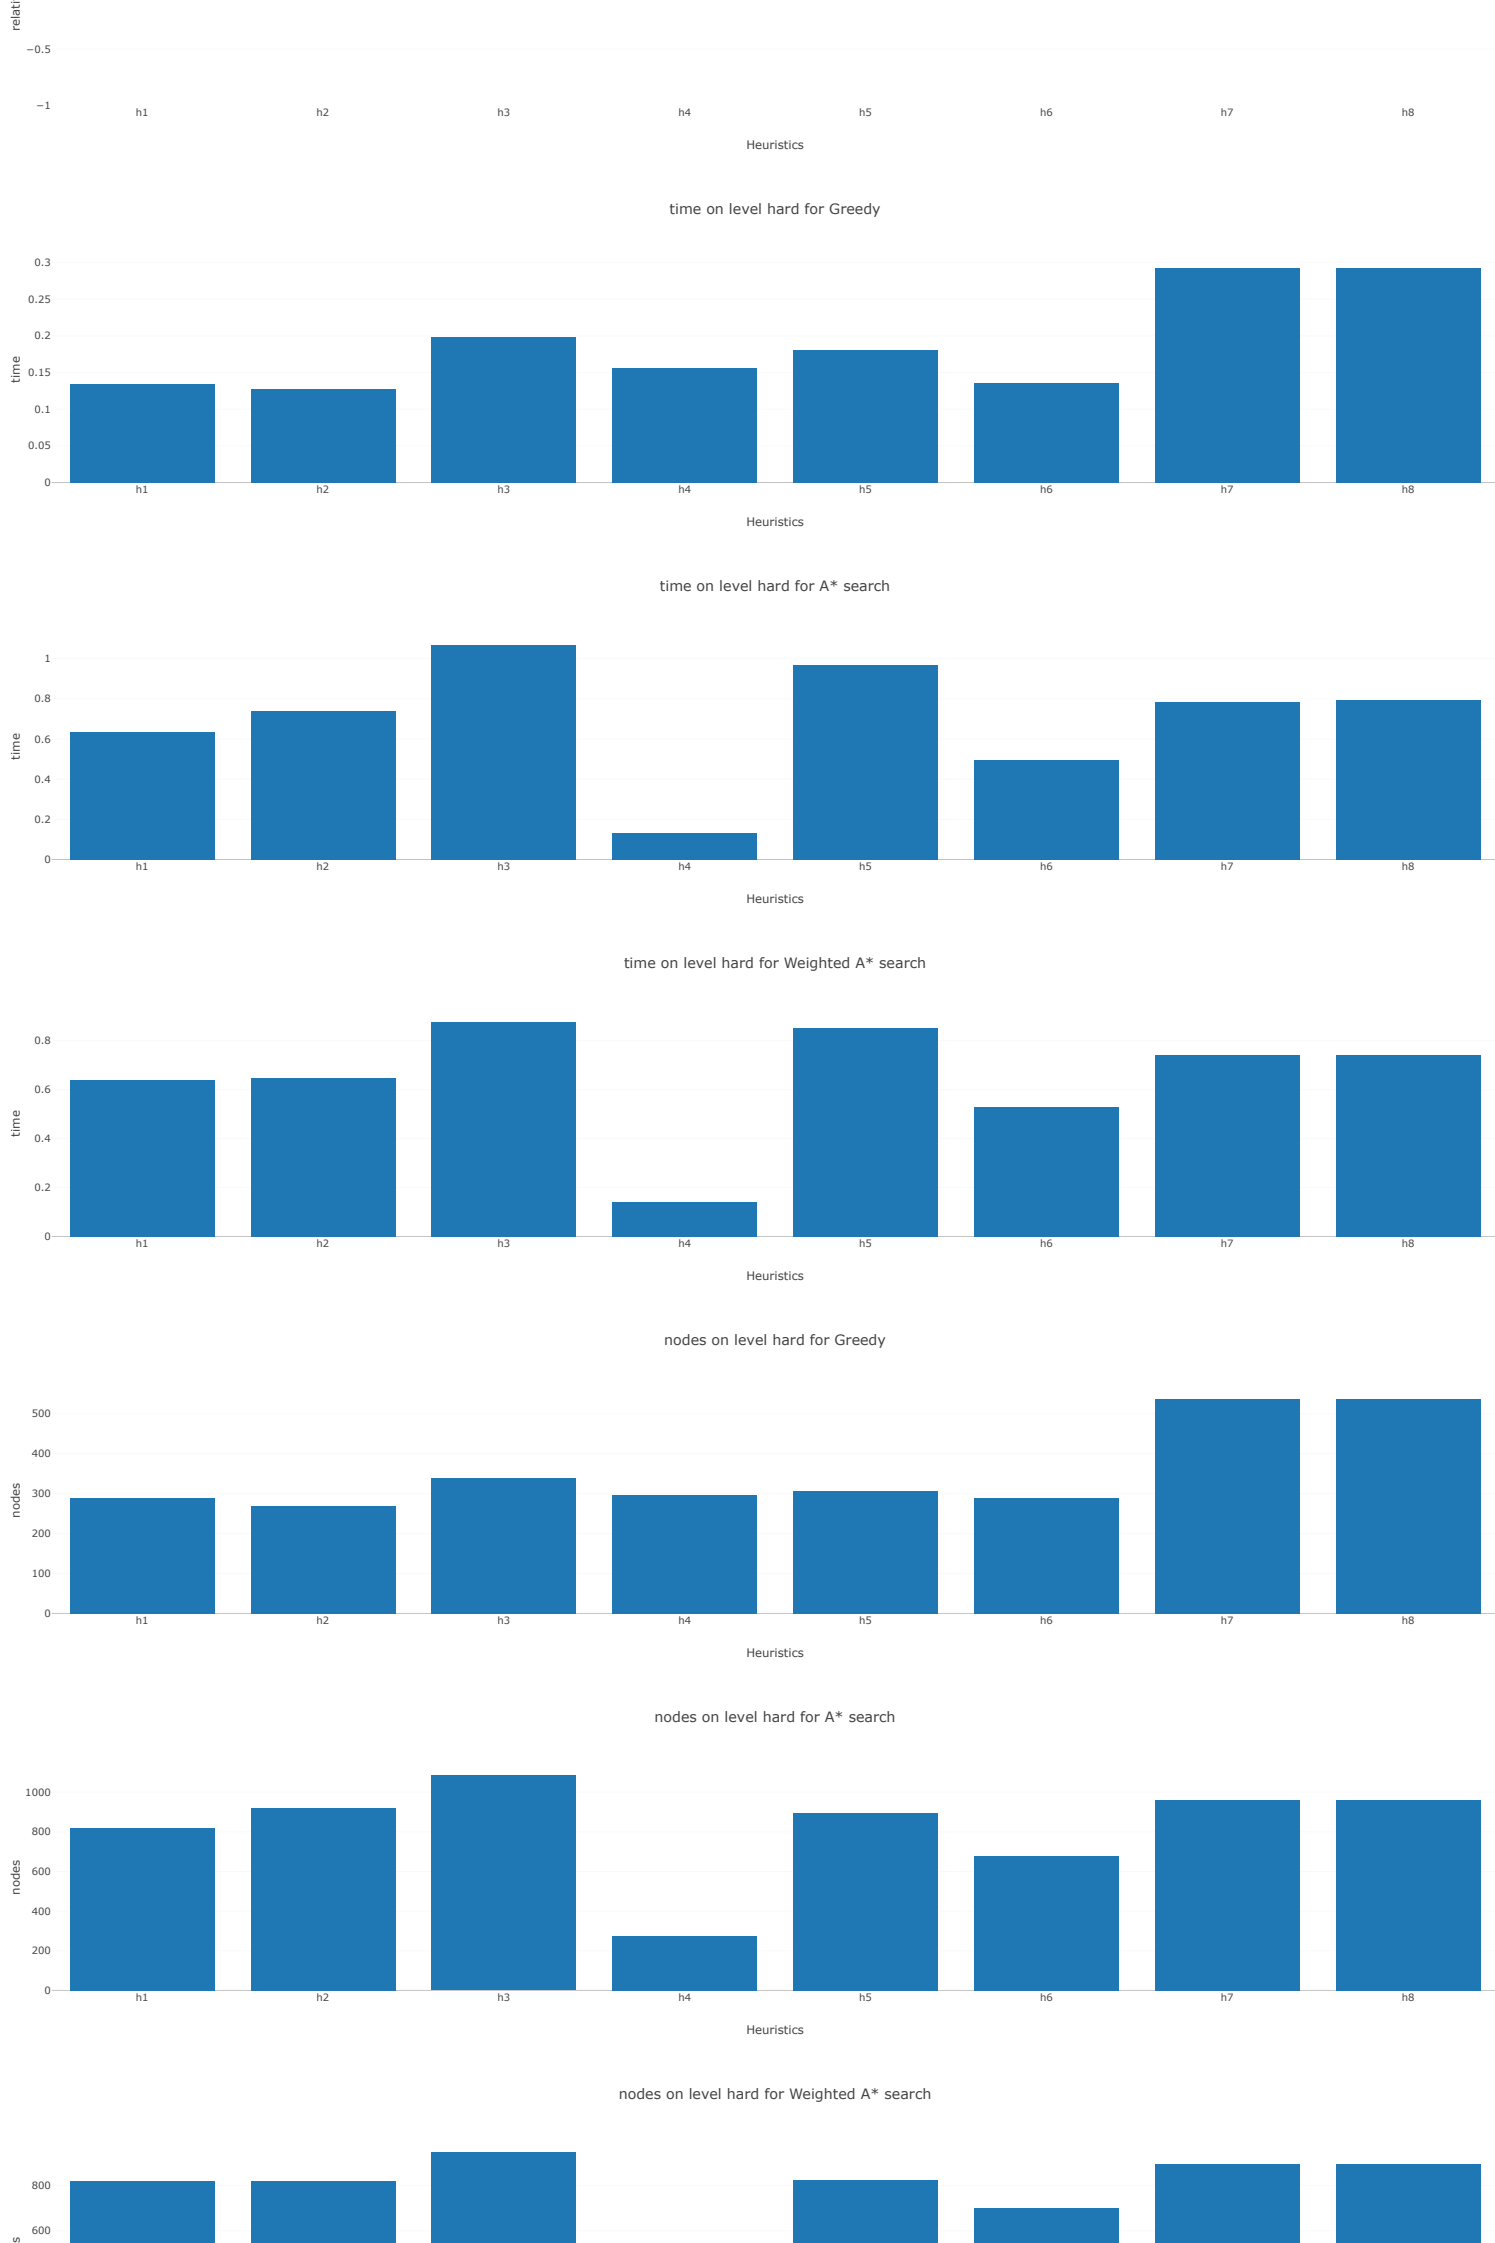 −0.5
−1
h1 h2 h3 h4 h5 h6 h7 h8
Heuristics
time on level hard for Greedy
0.3
0.25
0.2
0.15
0.1
0.05
0
time
h1 h2 h3 h4 h5 h6 h7 h8
Heuristics
time on level hard for A* search
1
0.8
0.6
0.4
0.2
0
time
h1 h2 h3 h4 h5 h6 h7 h8
Heuristics
time on level hard for Weighted A* search
0.8
0.6
0.4
0.2
0
time
h1 h2 h3 h4 h5 h6 h7 h8
Heuristics
nodes on level hard for Greedy
500
400
300
200
100
0
nodes
h1 h2 h3 h4 h5 h6 h7 h8
Heuristics
nodes on level hard for A* search
1000
800
600
400
200
0
nodes
h1 h2 h3 h4 h5 h6 h7 h8
Heuristics
nodes on level hard for Weighted A* search
800
600